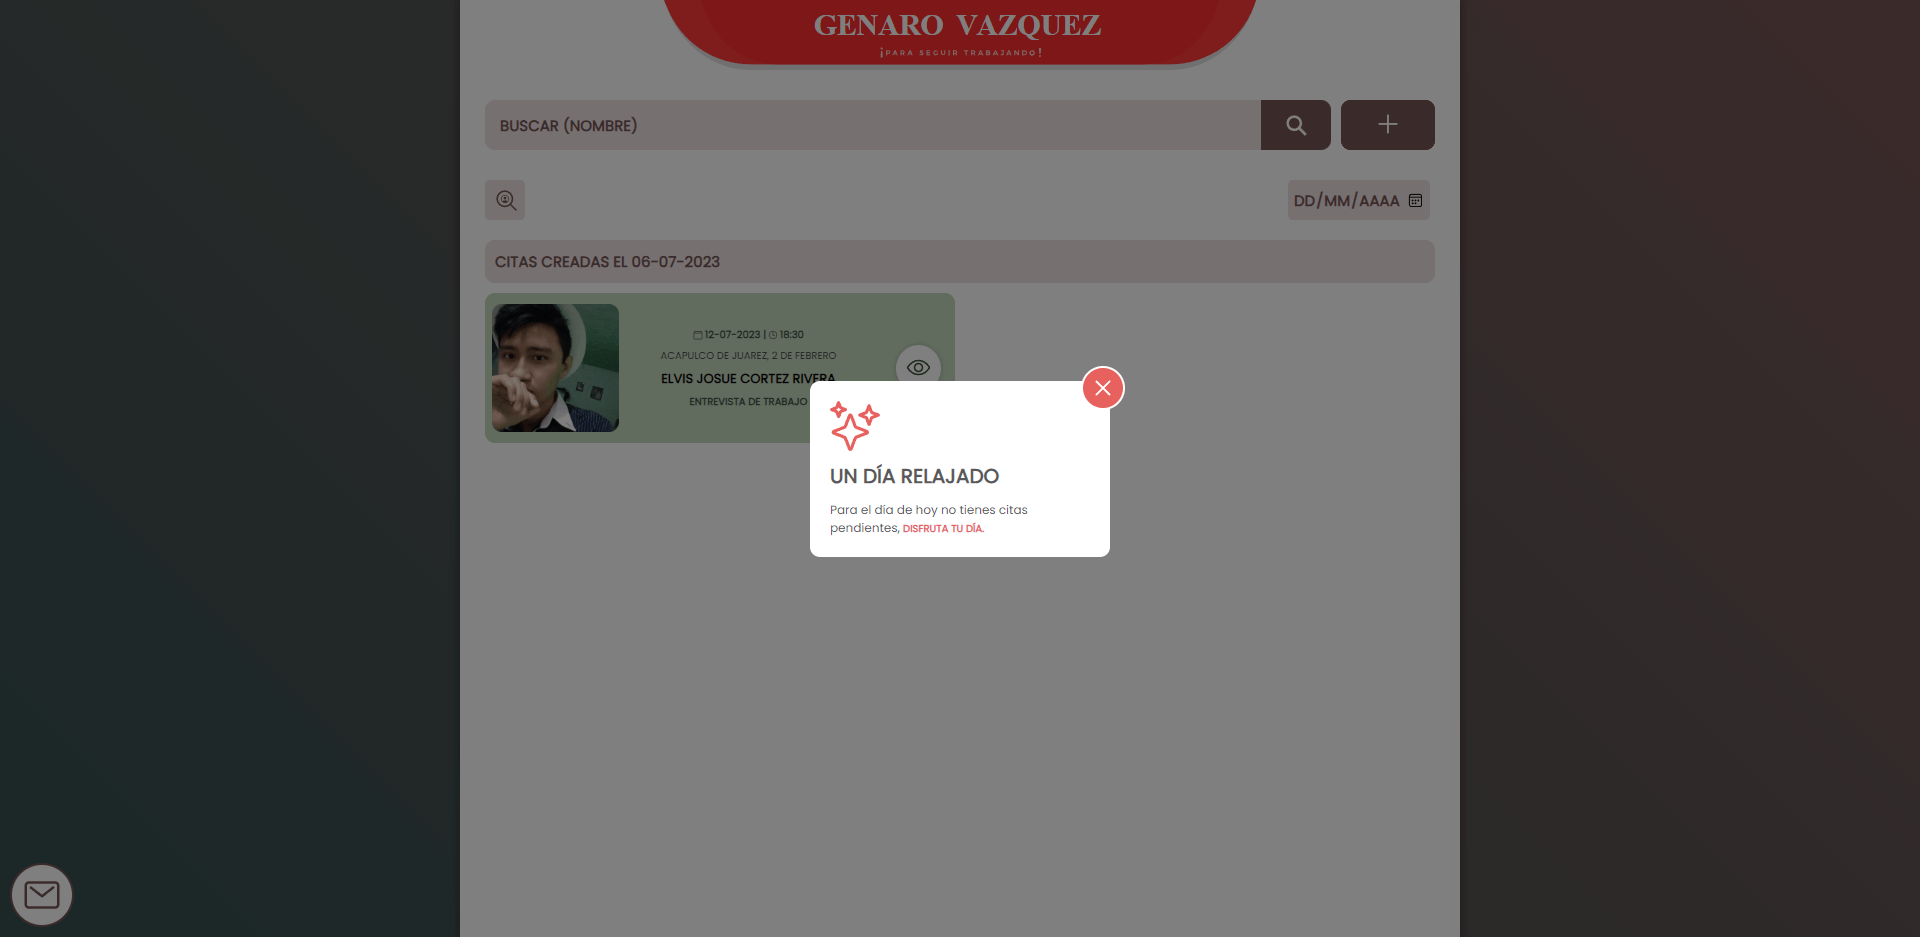 GENARO VAZQUEZ
¡PARA SEGUIR TRABAJANDO!
BUSCAR (NOMBRE)
DD/MM/AAAA
CITAS CREADAS EL 06-07-2023
12-07-2023 | 18:30
ACAPULCO DE JUAREZ, 2 DE FEBRERO
ELVIS JOSUE CORTEZ RIVERA
ENTREVISTA DE TRABAJO
UN DÍA RELAJADO
Para el día de hoy no tienes citas
pendientes, DISFRUTA TU DÍA.